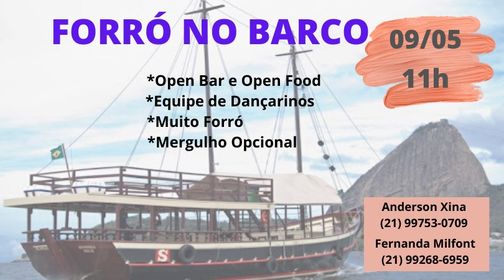 FORRÓ NO BARCO
09/05
11h
*Open Bar e Open Food
*Equipe de Dançarinos
*Muito Forró
*Mergulho Opcional
Anderson Xina
(21) 99753-0709
Fernanda Milfont
(21) 99268-6959
S